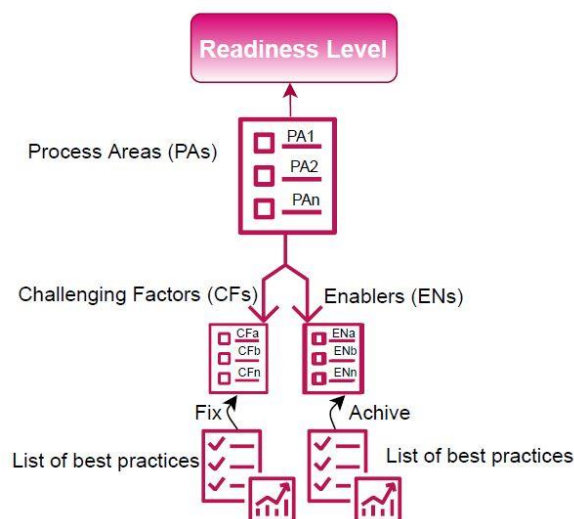 Readiness Level
Process Areas (PAs)
PA1
PA2
PAn
Challenging Factors (CFs)
Enablers (ENs)
CFa
CFb
CFn
ENa
ENb
ENn
Fix
Achive
List of best practices
List of best practices